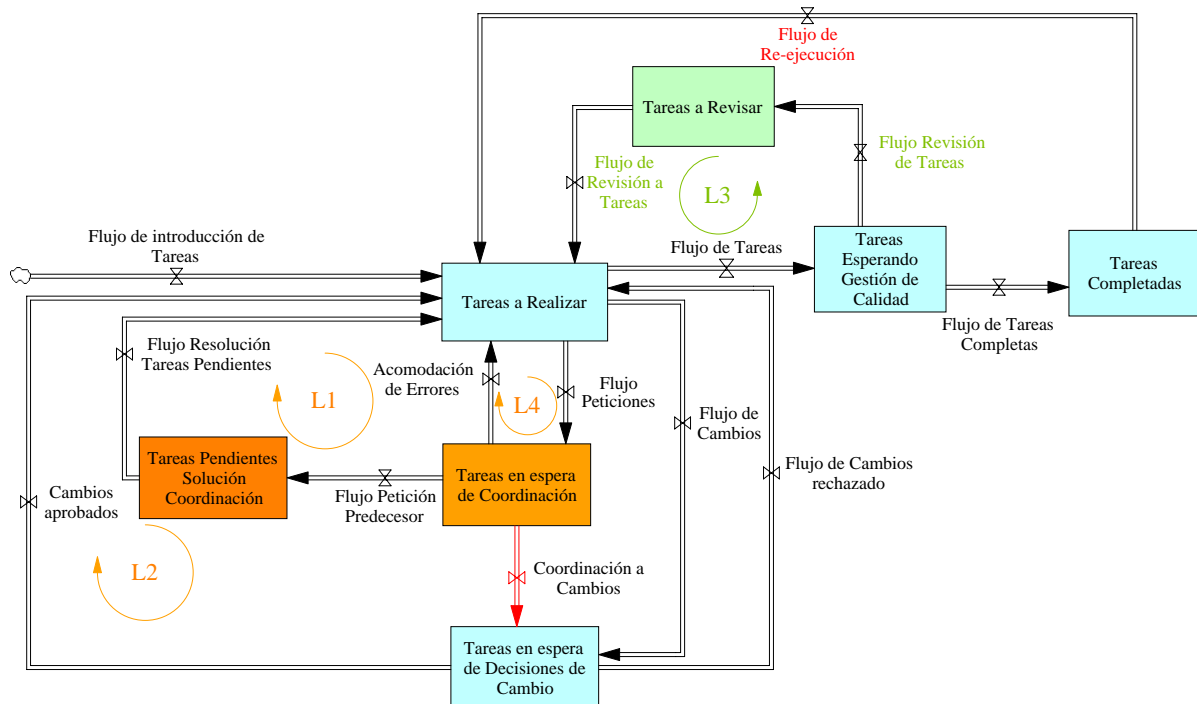 Flujo de
Re-ejecución
Tareas a Revisar
Flujo Revisión
de Tareas
Flujo de
Revisión a
Tareas
L3
Flujo de introducción de
Tareas
Flujo de Tareas
Tareas
Esperando
Gestión de
Calidad
Tareas
Completadas
Tareas a Realizar
Flujo de Tareas
Completas
Flujo Resolución
Tareas Pendientes
Acomodación
de Errores
L1
L4
Flujo
Peticiones
Flujo de
Cambios
Tareas Pendientes
Solución
Coordinación
Tareas en espera
de Coordinación
Flujo de Cambios
rechazado
Cambios
aprobados
Flujo Petición
Predecesor
L2
Coordinación a
Cambios
Tareas en espera
de Decisiones de
Cambio